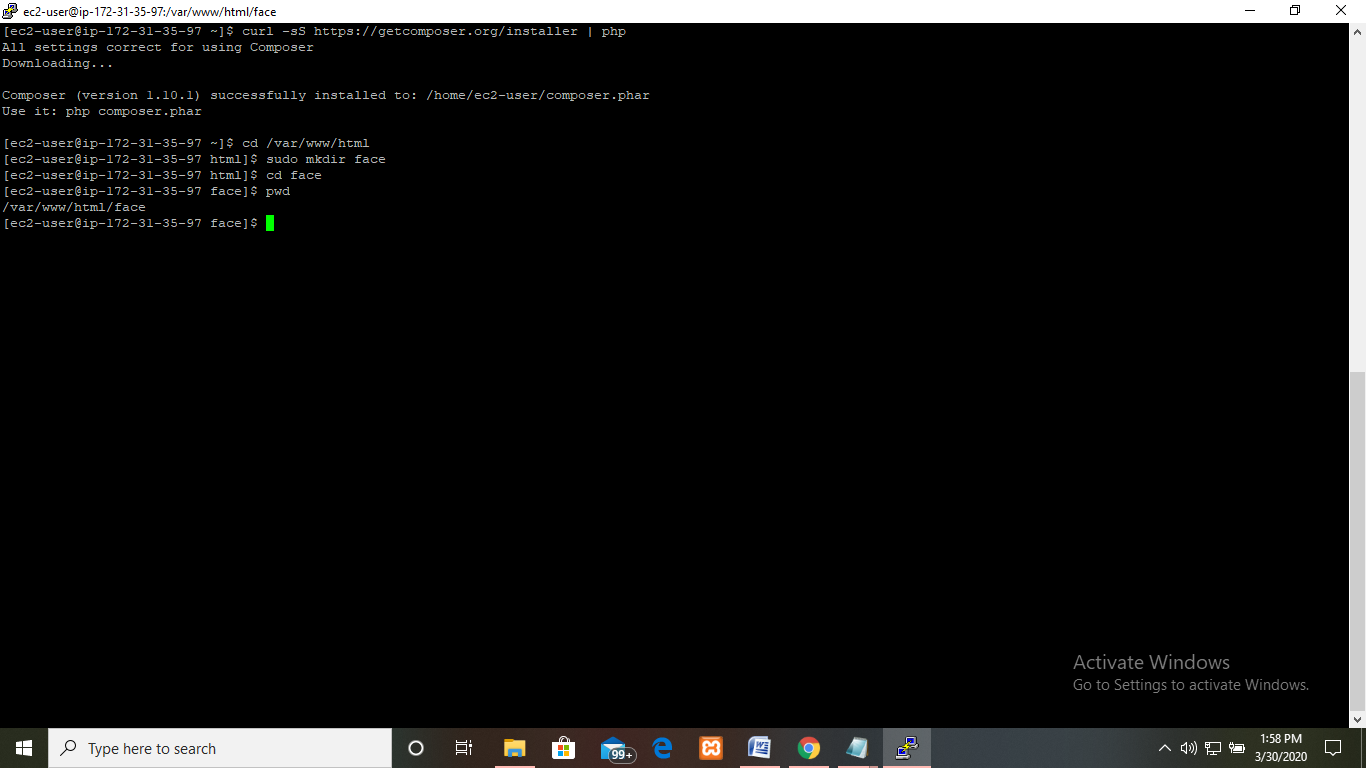 ec2-user@ip-172-31-35-97:/var/www/html/face
[ec2-user@ip-172-31-35-97 ~]$ curl -sS https://getcomposer.org/installer | php
All settings correct for using Composer
Downloading...
Composer (version 1.10.1) successfully installed to: /home/ec2-user/composer.phar
Use it: php composer.phar
[ec2-user@ip-172-31-35-97 ~]$ cd /var/www/html
[ec2-user@ip-172-31-35-97 html]$ sudo mkdir face
[ec2-user@ip-172-31-35-97 html]$ cd face
[ec2-user@ip-172-31-35-97 face]$ pwd
/var/www/html/face
[ec2-user@ip-172-31-35-97 face]$
Activate Windows
Go to Settings to activate Windows.
Type here to search
99+
W
1:58 PM
3/30/2020